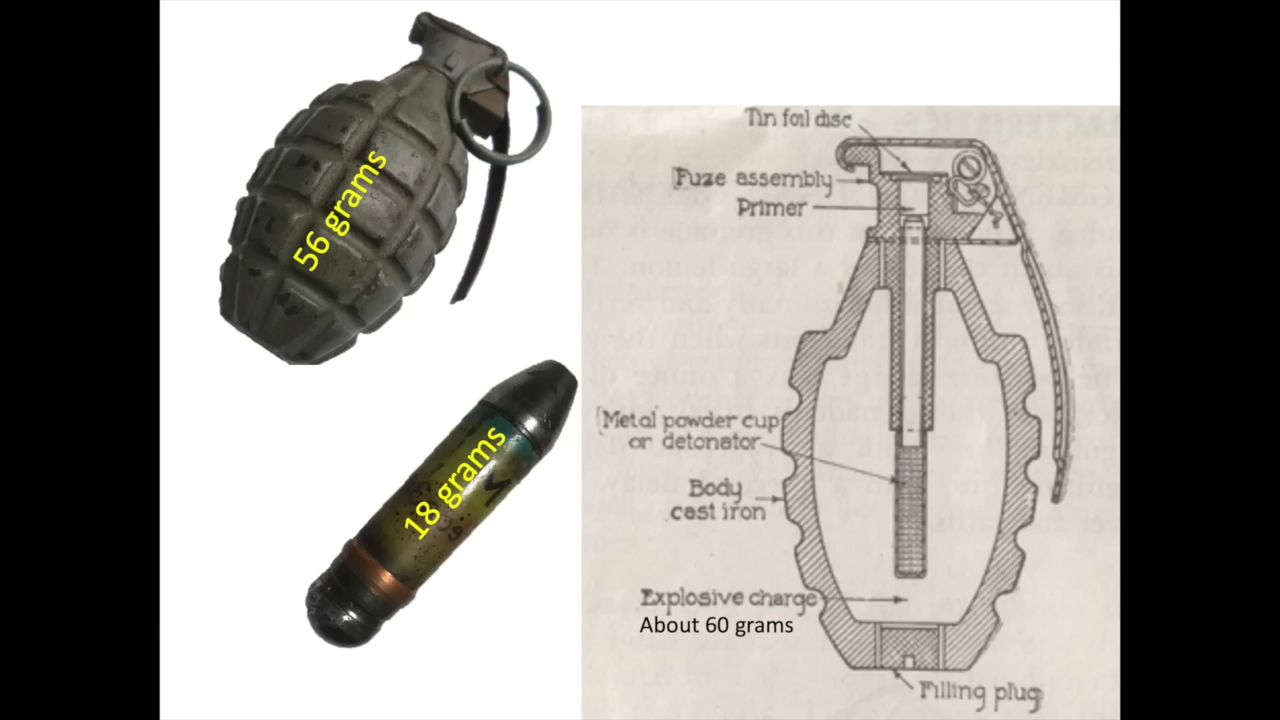 56 grams
18 grams
Tin foil disc
Fuze assembly
Primer
Metal powder cup
or detonator
Body
cast iron
Explosive charge
About 60 grams
Filling plug